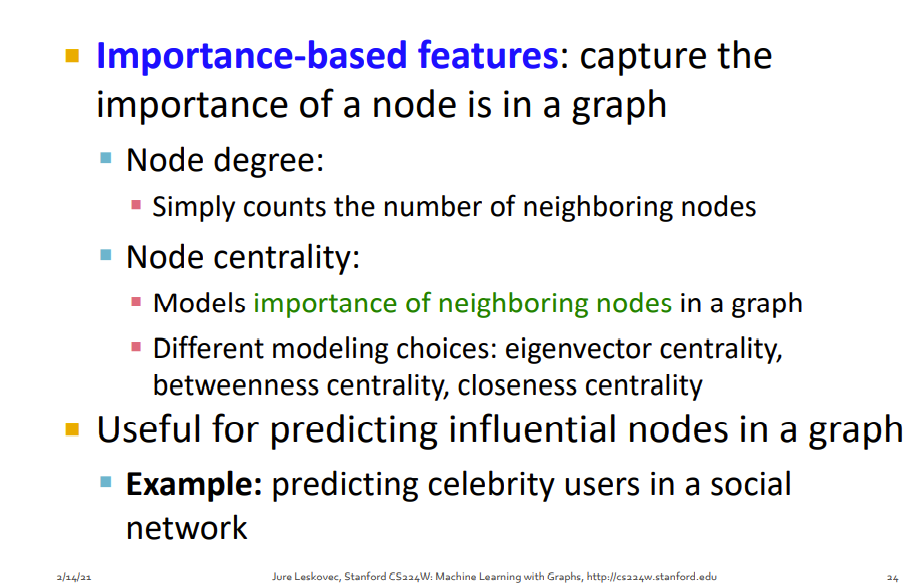 Importance-based features: capture the
importance of a node is in a graph
Node degree:
Simply counts the number of neighboring nodes
Node centrality:
Models importance of neighboring nodes in a graph
Different modeling choices: eigenvector centrality,
betweenness centrality, closeness centrality
Useful for predicting influential nodes in a graph
Example: predicting celebrity users in a social
network
2/14/21 Jure Leskovec, Stanford CS224W: Machine Learning with Graphs, http://cs224w.stanford.edu 24